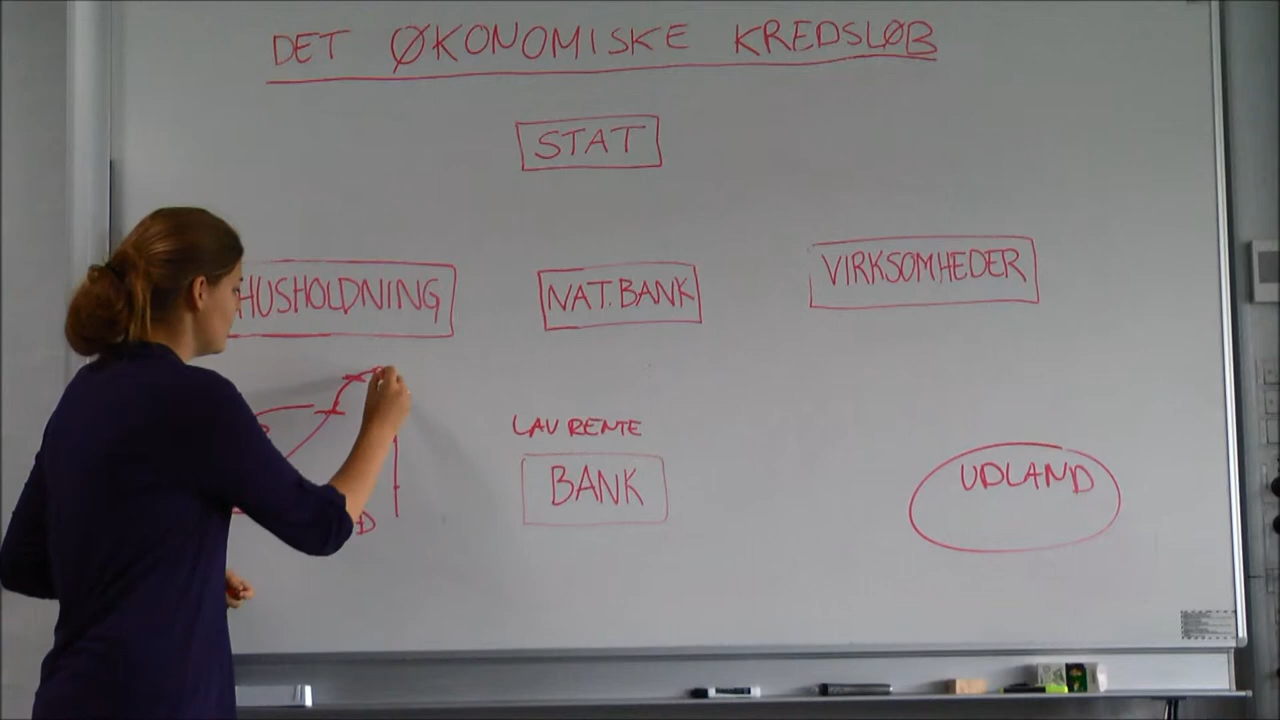 DET ØKONOMISKE KREDSLØB
STAT
HUSHOLDNING
NAT.BANK
VIRKSOMHEDER
LAV RENTE
BANK
UDLAND